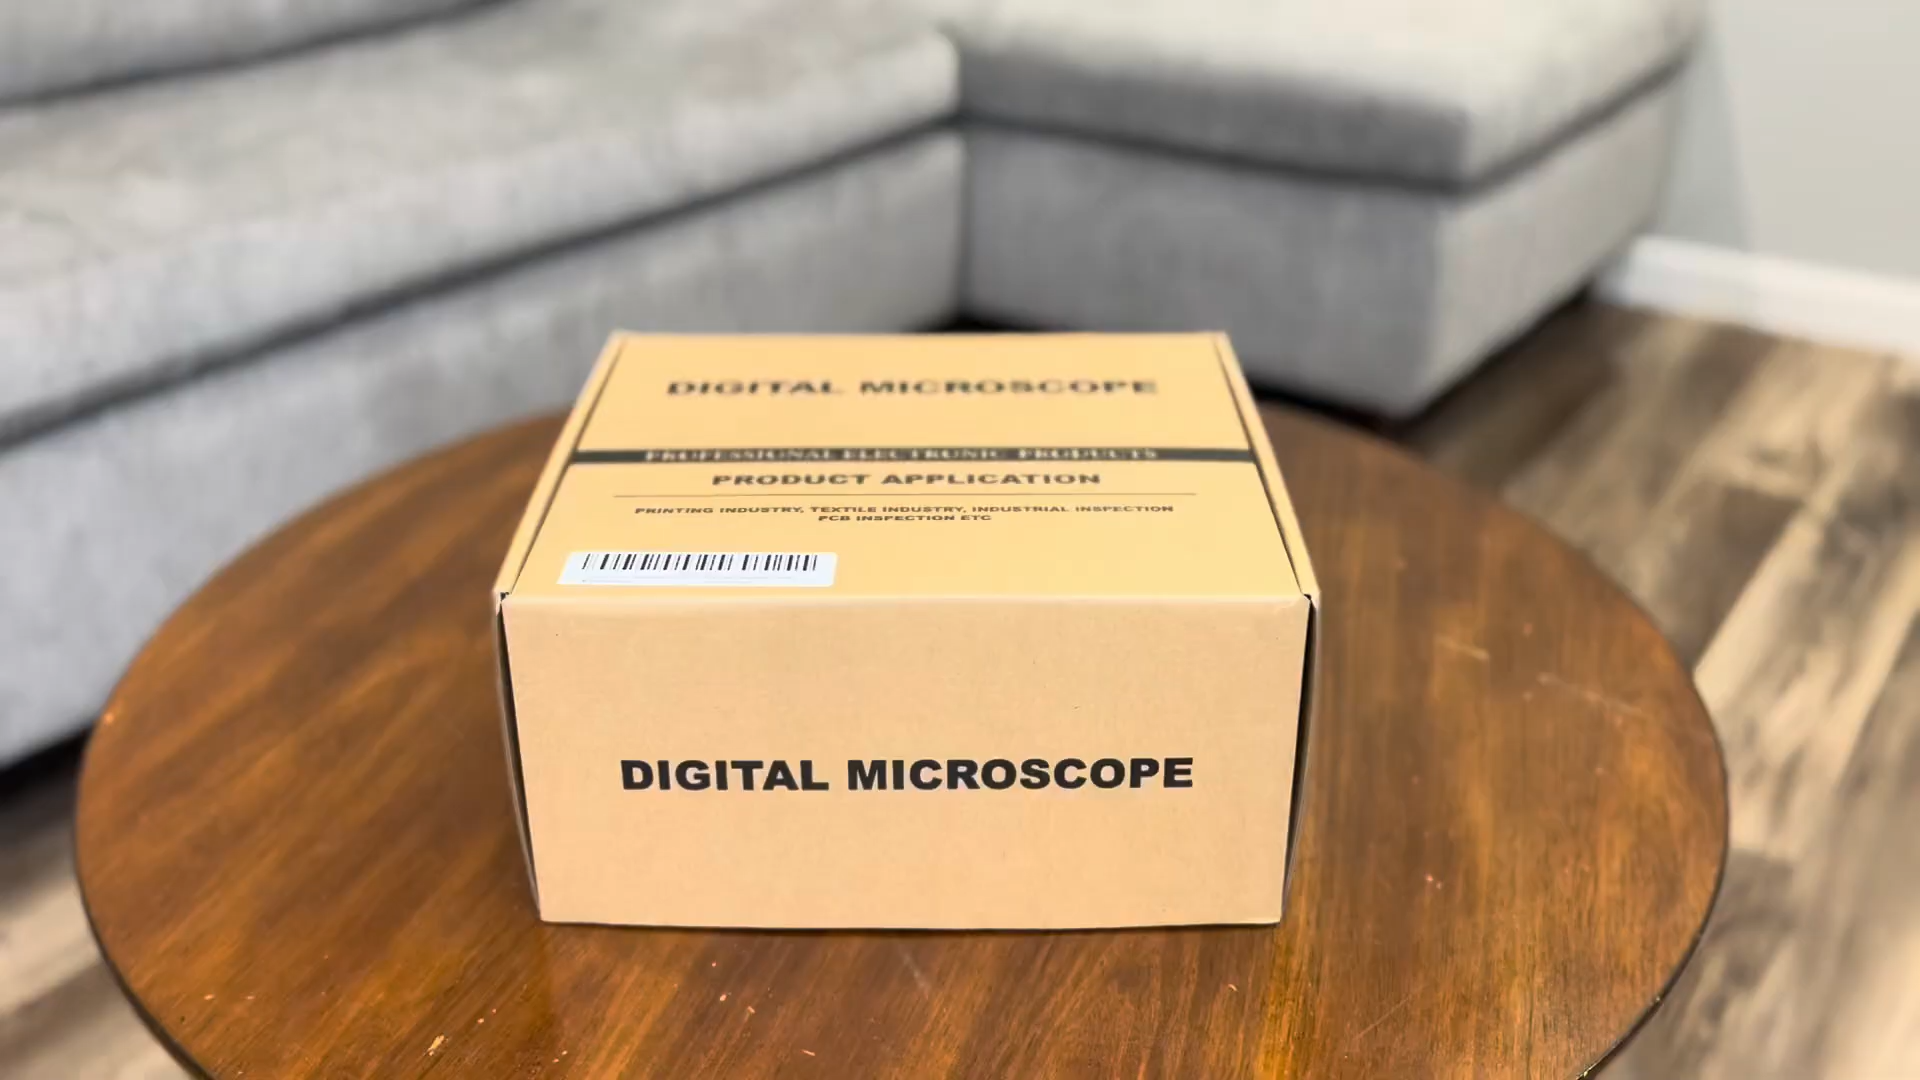 DIGITAL MICROSCOPE
PROFESSIONAL ELECTRONIC PRODUCTS
PRODUCT APPLICATION
PRINTING INDUSTRY, TEXTILE INDUSTRY, INDUSTRIAL INSPECTION
PCB INSPECTION ETC
DIGITAL MICROSCOPE